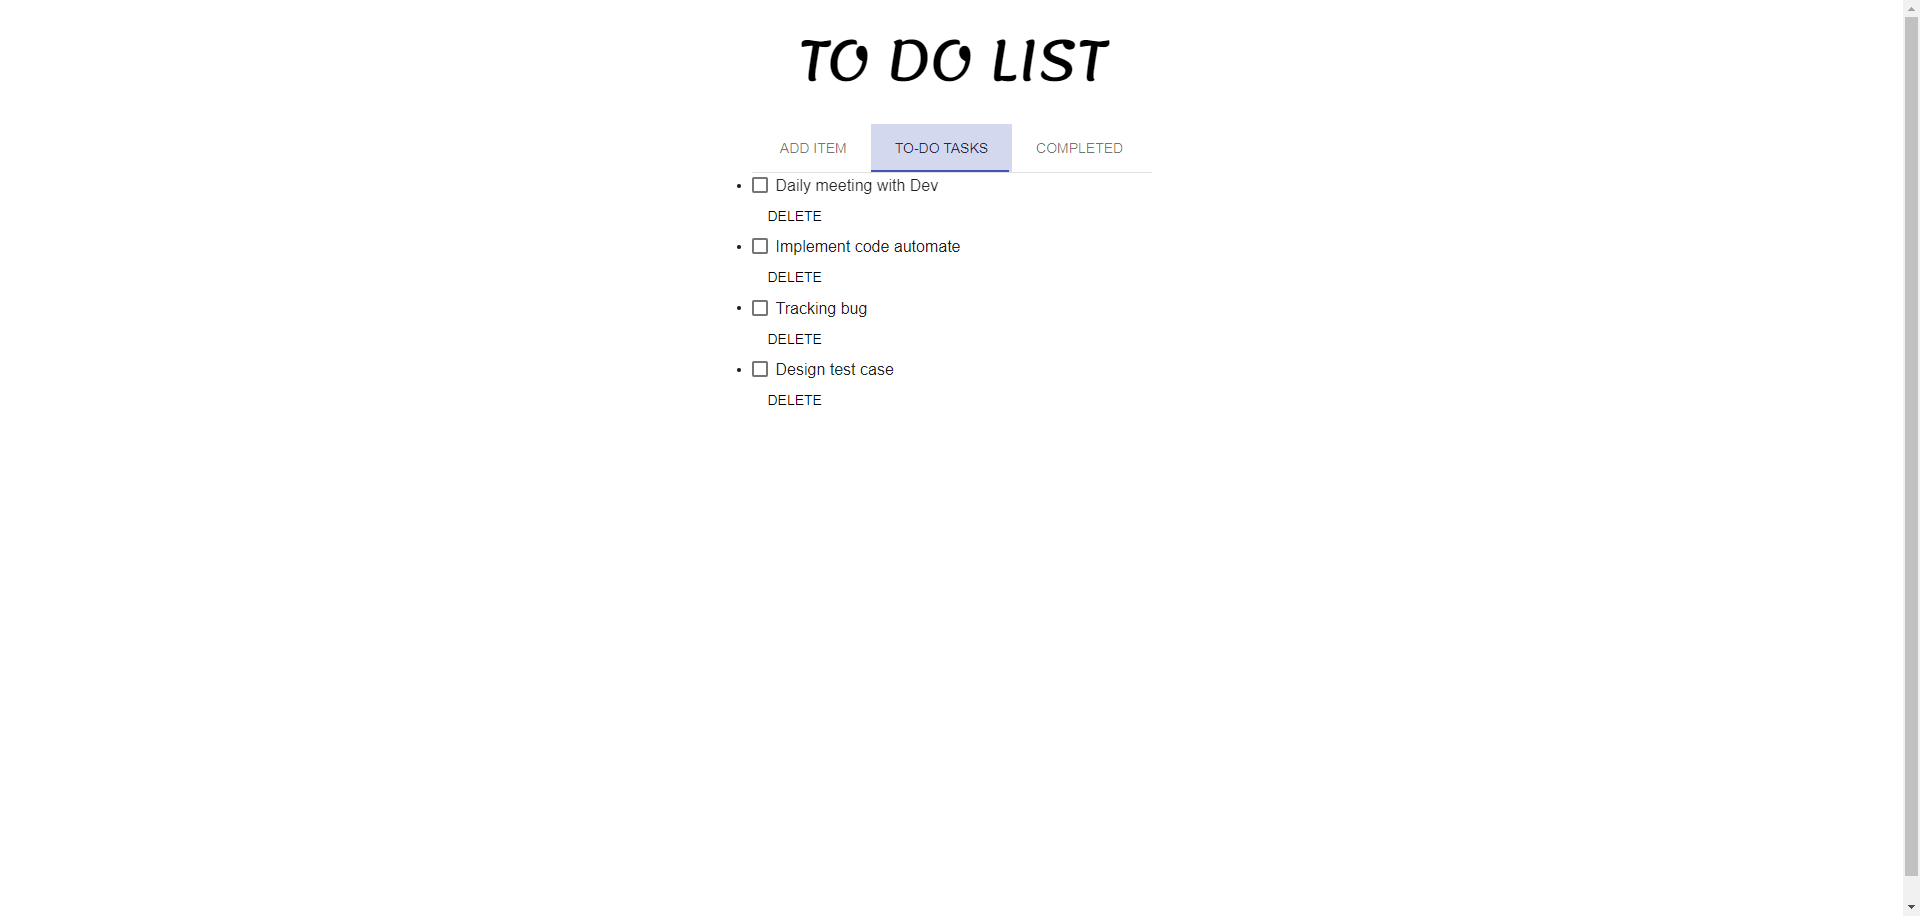 TO DO LIST
ADD ITEM TO-DO TASKS COMPLETED
Daily meeting with Dev
DELETE
Implement code automate
DELETE
Tracking bug
DELETE
Design test case
DELETE